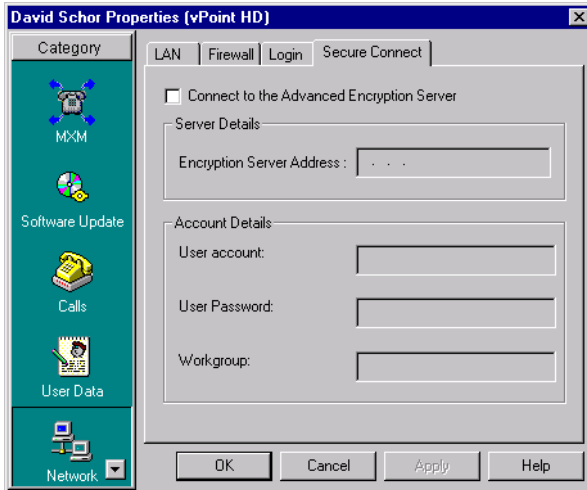 David Schor Properties (vPoint HD)
Category
MXM
Software Update
Calls
User Data
Network
LAN
Firewall
Login
Secure Connect
Connect to the Advanced Encryption Server
Server Details
Encryption Server Address :
. . .
Account Details
User account:
User Password:
Workgroup:
OK
Cancel
Apply
Help